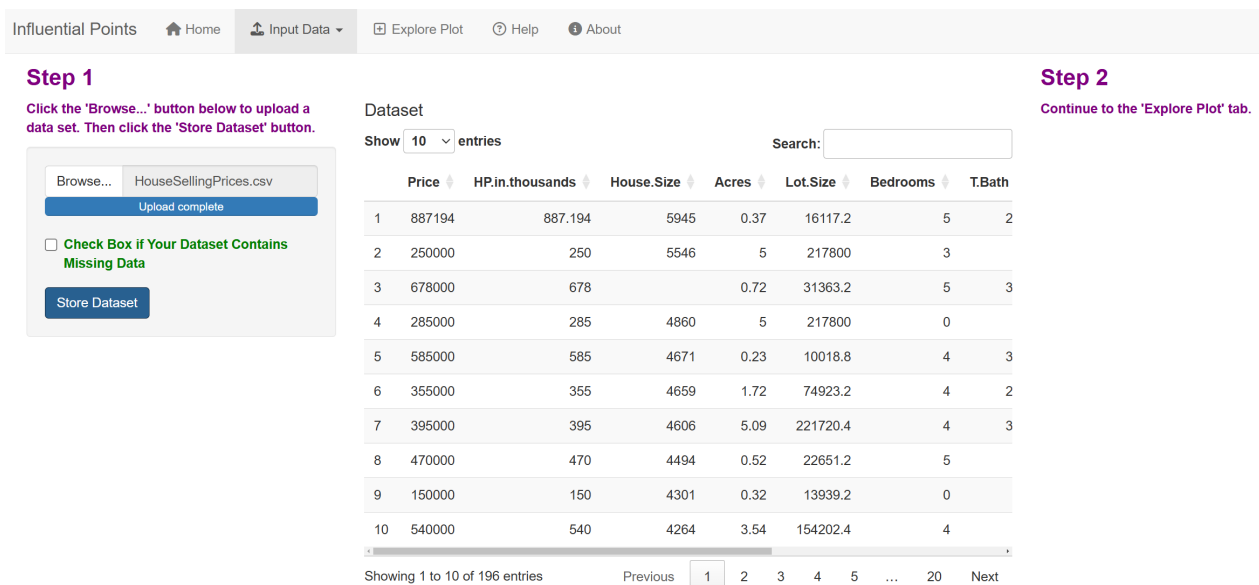 Influential Points Home Input Data Explore Plot Help About
Step 1
Click the 'Browse...' button below to upload a
data set. Then click the 'Store Dataset' button.
Browse... HouseSellingPrices.csv
Upload complete
Check Box if Your Dataset Contains
Missing Data
Store Dataset
Dataset
Show 10 entries Search:
Price HP.in.thousands House.Size Acres Lot.Size Bedrooms T.Bath
1 887194 887.194 5945 0.37 16117.2 5 2
2 250000 250 5546 5 217800 3
3 678000 678 0.72 31363.2 5 3
4 285000 285 4860 5 217800 0
5 585000 585 4671 0.23 10018.8 4 3
6 355000 355 4659 1.72 74923.2 4 2
7 395000 395 4606 5.09 221720.4 4 3
8 470000 470 4494 0.52 22651.2 5
9 150000 150 4301 0.32 13939.2 0
10 540000 540 4264 3.54 154202.4 4
Showing 1 to 10 of 196 entries Previous 1 2 3 4 5 ... 20 Next
Step 2
Continue to the 'Explore Plot' tab.